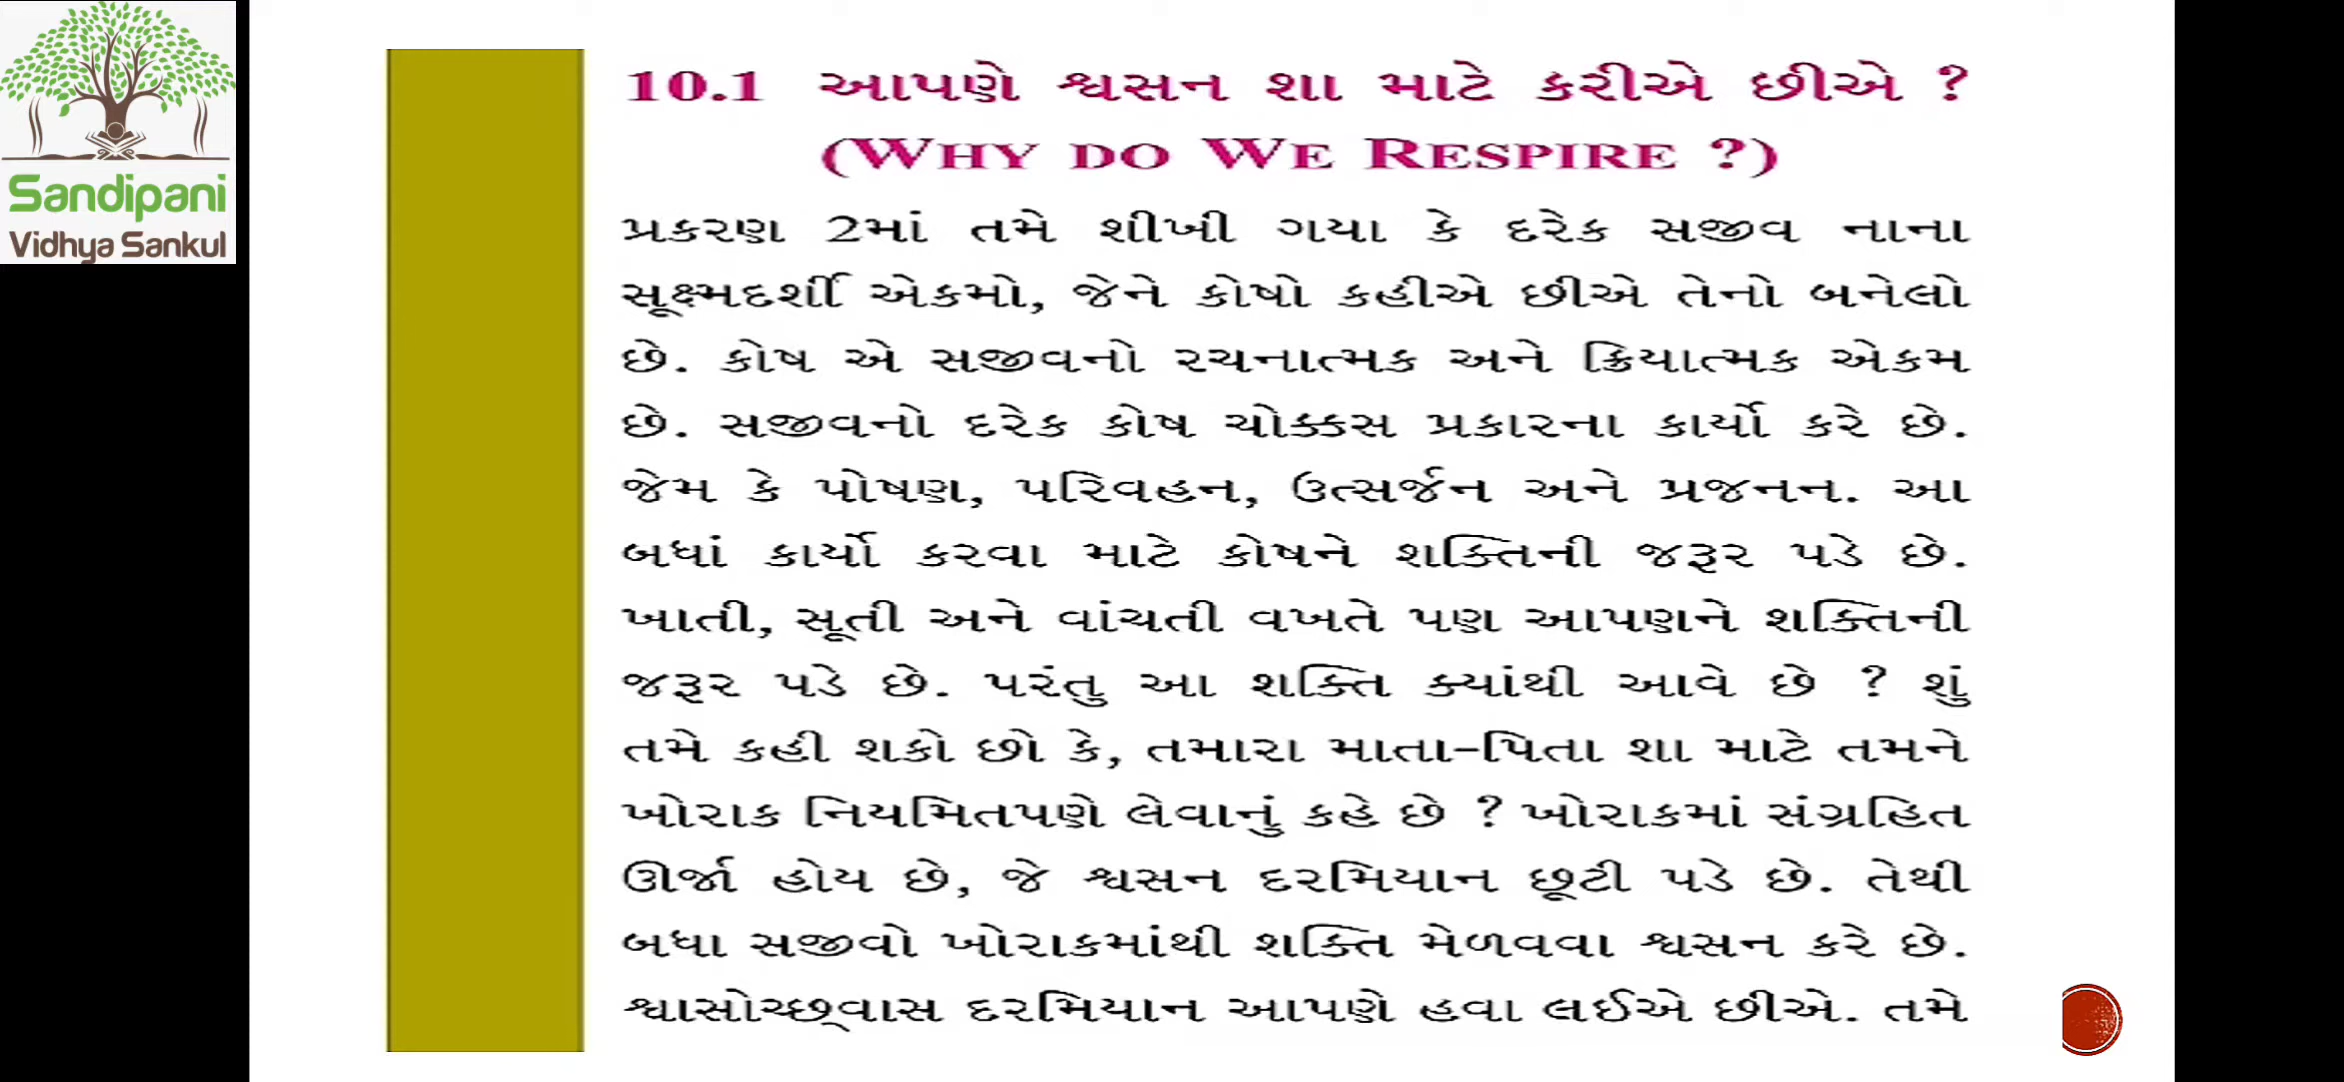 Sandipani
Vidhya Sankul
10.1 આપણે શ્વસન શા માટે કરીએ છીએ ?
(WHY DO WE RESPIRE ?)
પ્રકરણ 2માં તમે શીખી ગયા કે દરેક સજીવ નાના
સૂક્ષ્મદર્શી એકમો, જેને કોષો કહીએ છીએ તેનો બનેલો
છે. કોષ એ સજીવનો રચનાત્મક અને ક્રિયાત્મક એકમ
છે. સજીવનો દરેક કોષ ચોક્કસ પ્રકારના કાર્યો કરે છે.
જેમ કે પોષણ, પરિવહન, ઉત્સર્જન અને પ્રજનન. આ
બધાં કાર્યો કરવા માટે કોષને શક્તિની જરૂર પડે છે.
ખાતી, સૂતી અને વાંચતી વખતે પણ આપણને શક્તિની
જરૂર પડે છે. પરંતુ આ શક્તિ ક્યાંથી આવે છે ? શું
તમે કહી શકો છો કે, તમારા માતા-પિતા શા માટે તમને
ખોરાક નિયમિતપણે લેવાનું કહે છે ? ખોરાકમાં સંગ્રહિત
ઊર્જા હોય છે, જે શ્વસન દરમિયાન છૂટી પડે છે. તેથી
બધા સજીવો ખોરાકમાંથી શક્તિ મેળવવા શ્વસન કરે છે.
શ્વાસોચ્છ્‌વાસ દરમિયાન આપણે હવા લઈએ છીએ. તમે